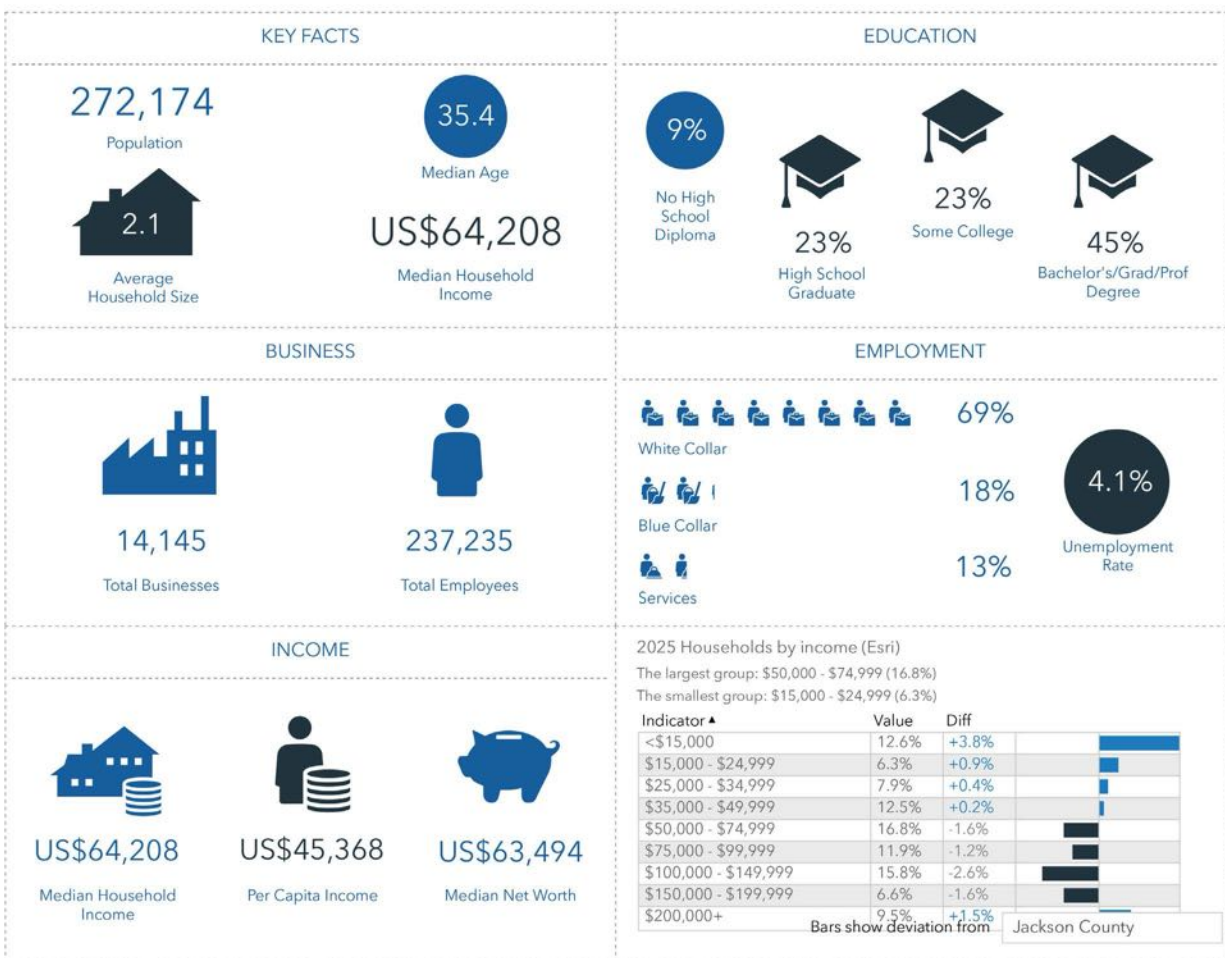 KEY FACTS
272,174
Population
35.4
Median Age
2.1
Average
Household Size
US$64,208
Median Household
Income
EDUCATION
9%
No High
School
Diploma
23%
High School
Graduate
23%
Some College
45%
Bachelor's/Grad/Prof
Degree
BUSINESS
14,145
Total Businesses
237,235
Total Employees
EMPLOYMENT
69%
White Collar
18%
Blue Collar
13%
Services
4.1%
Unemployment
Rate
INCOME
US$64,208
Median Household
Income
US$45,368
Per Capita Income
US$63,494
Median Net Worth
2025 Households by income (Esri)
The largest group: $50,000 - $74,999 (16.8%)
The smallest group: $15,000 - $24,999 (6.3%)
Indicator ▲ Value Diff
<$15,000 12.6% +3.8%
$15,000 - $24,999 6.3% +0.9%
$25,000 - $34,999 7.9% +0.4%
$35,000 - $49,999 12.5% +0.2%
$50,000 - $74,999 16.8% -1.6%
$75,000 - $99,999 11.9% -1.2%
$100,000 - $149,999 15.8% -2.6%
$150,000 - $199,999 6.6% -1.6%
$200,000+ 9.5% +1.5%
Bars show deviation from Jackson County